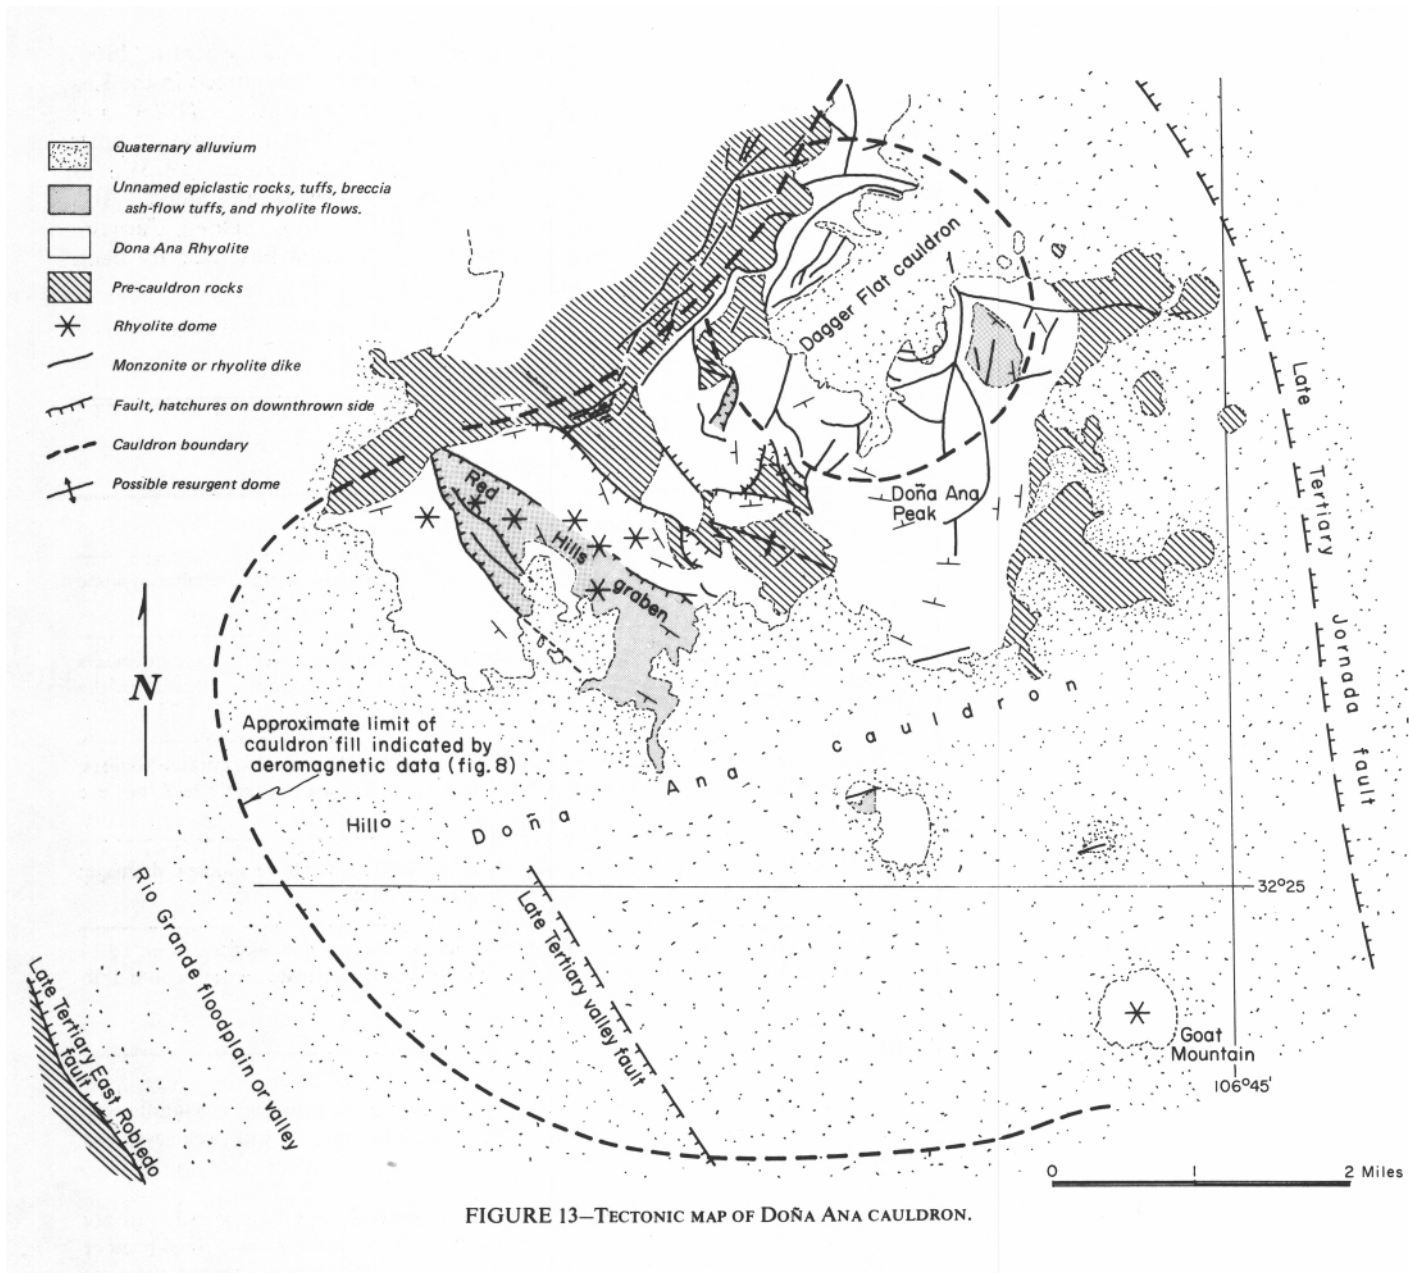 Quaternary alluvium
Unnamed epiclastic rocks, tuffs, breccia
ash-flow tuffs, and rhyolite flows.
Dona Ana Rhyolite
Pre-cauldron rocks
Rhyolite dome
Monzonite or rhyolite dike
Fault, hatchures on downthrown side
Cauldron boundary
Possible resurgent dome
Dagger Flat cauldron
Late Tertiary Jornada fault
Red Hills graben
Doña Ana
Peak
N
Approximate limit of
cauldron fill indicated by
aeromagnetic data (fig. 8)
Hill
Doña Ana cauldron
32°25
Rio Grande floodplain or valley
Late Tertiary valley fault
Late Tertiary East Robledo
fault
Goat
Mountain
106°45'
0 1 2 Miles
FIGURE 13—TECTONIC MAP OF DOÑA ANA CAULDRON.